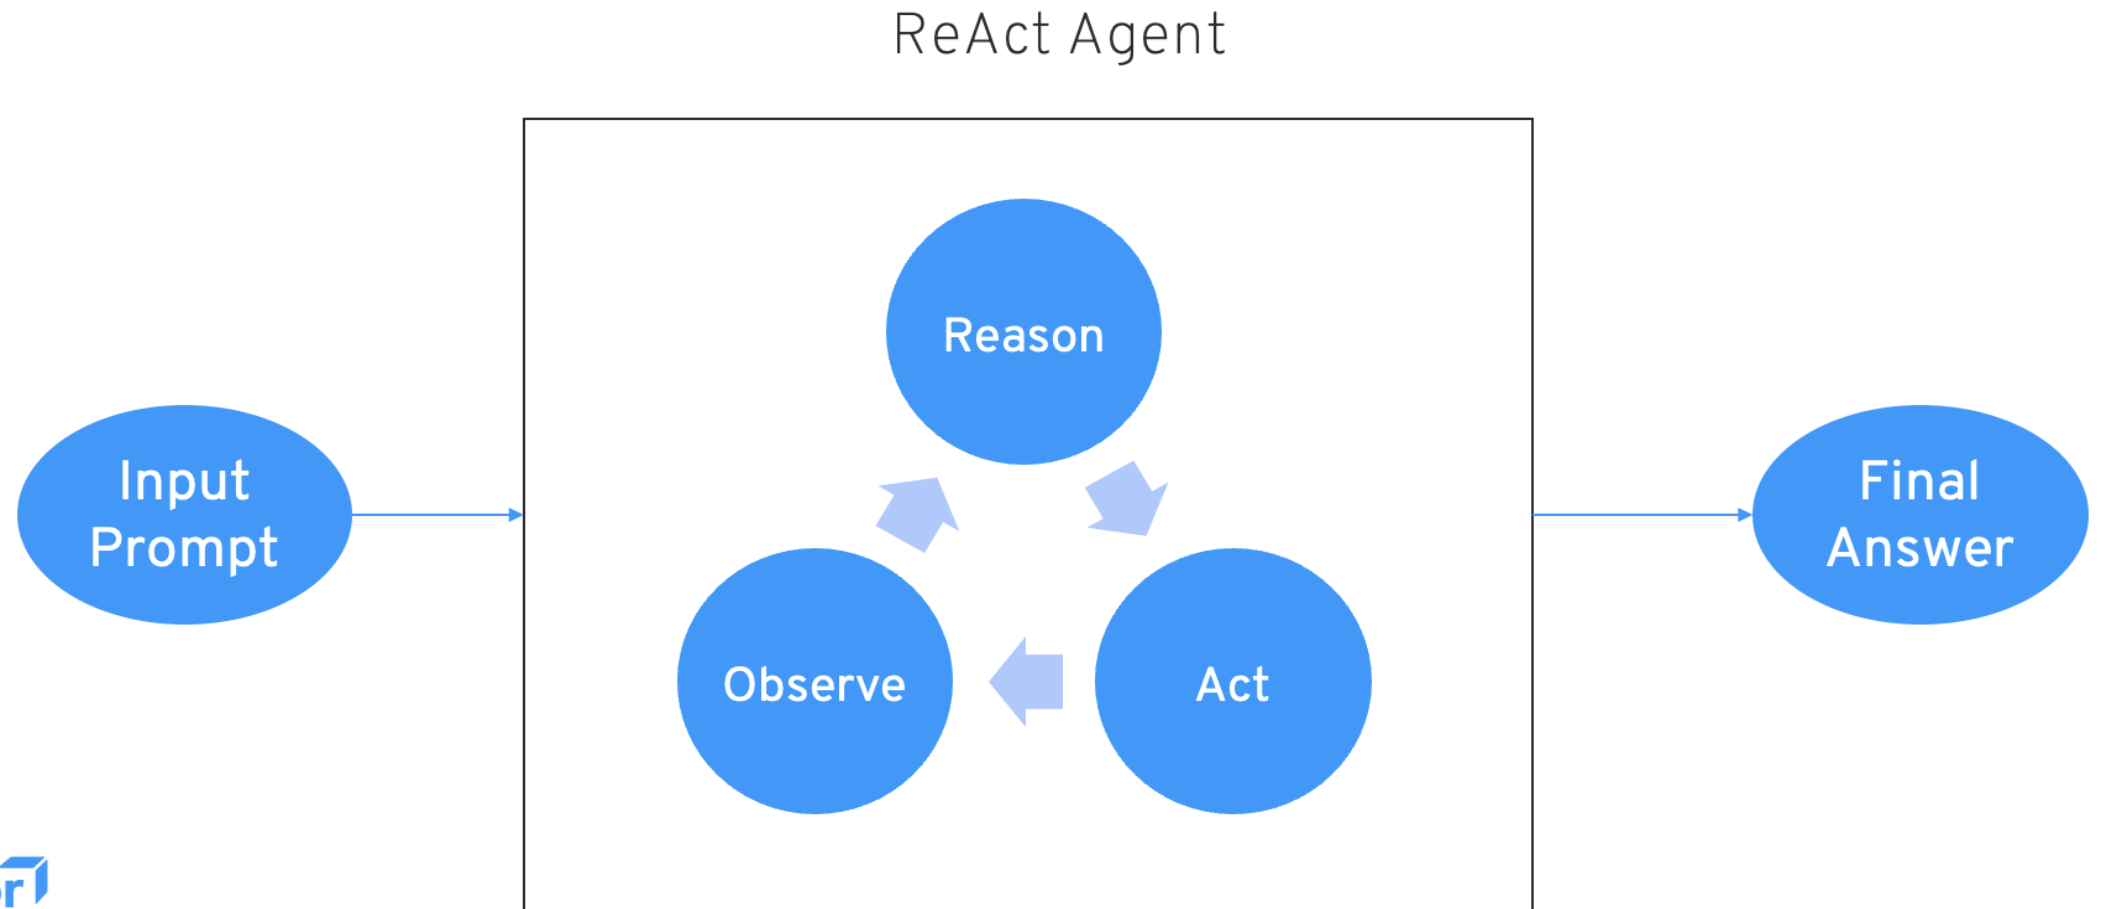 ReAct Agent
Reason
Input
Prompt
Final
Answer
Observe
Act